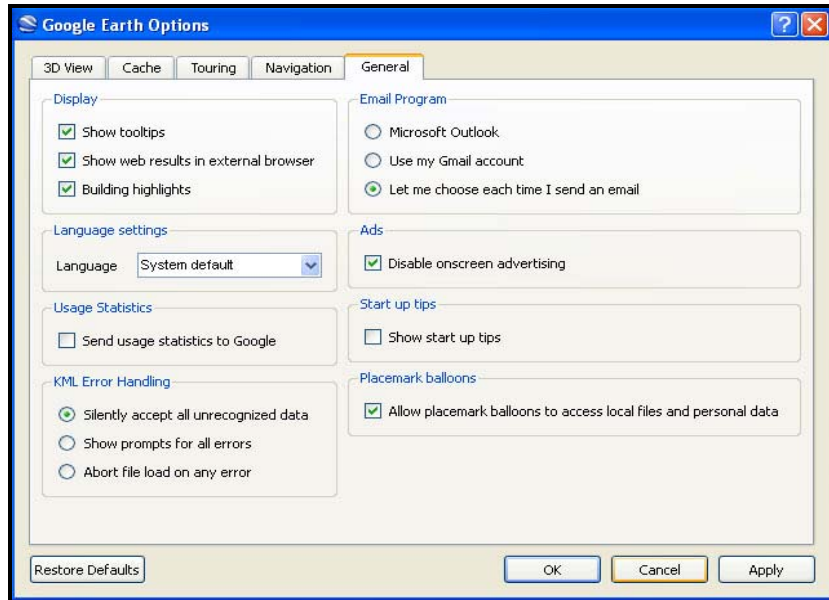 Google Earth Options
3D View
Cache
Touring
Navigation
General
Display
Show tooltips
Show web results in external browser
Building highlights
Language settings
Language
System default
Usage Statistics
Send usage statistics to Google
KML Error Handling
Silently accept all unrecognized data
Show prompts for all errors
Abort file load on any error
Email Program
Microsoft Outlook
Use my Gmail account
Let me choose each time I send an email
Ads
Disable onscreen advertising
Start up tips
Show start up tips
Placemark balloons
Allow placemark balloons to access local files and personal data
Restore Defaults
OK
Cancel
Apply